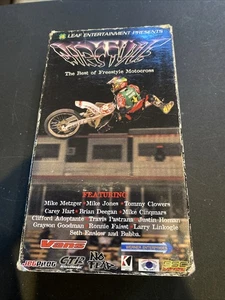 LEAF ENTERTAINMENT PRESENTS
The Best of Freestyle Motocross
FEATURING
Mike Metzger · Mike Jones · Tommy Clowers
Carey Hart · Brian Deegan · Mike Cinqmars
Clifford Adoptante · Travis Pastrana · Justin Homan
Grayson Goodman · Ronnie Faisst · Larry Linkogle
Seth Enslow and Bubba.
VANS
NO FEAR